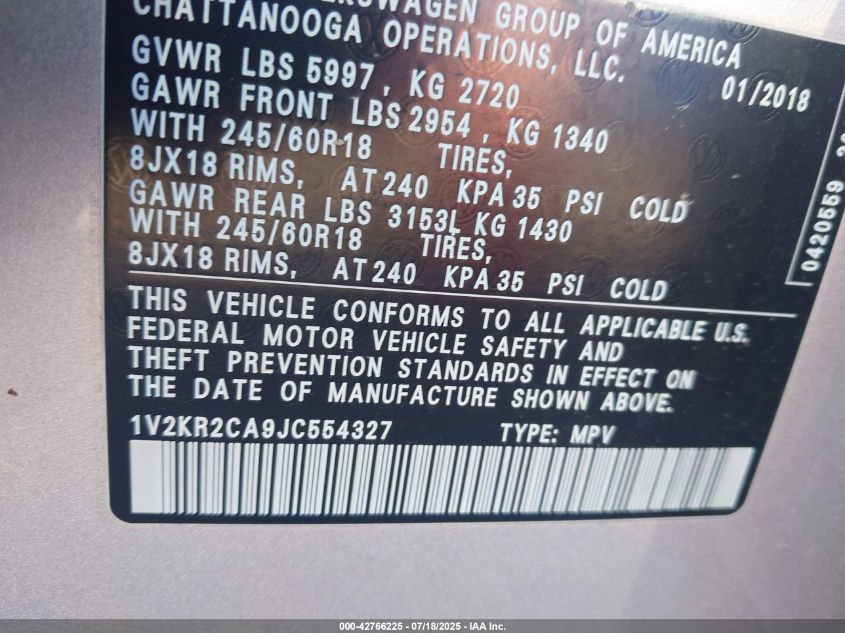 GROUP OF AMERICA
CHATTANOOGA OPERATIONS, LLC.
01/2018
GVWR LBS 5997 , KG 2720
GAWR FRONT LBS 2954 , KG 1340
WITH 245/60R18 TIRES,
8JX18 RIMS, AT 240 KPA 35 PSI COLD
GAWR REAR LBS 3153L KG 1430
WITH 245/60R18 TIRES,
8JX18 RIMS, AT 240 KPA 35 PSI COLD
0420559
THIS VEHICLE CONFORMS TO ALL APPLICABLE U.S.
FEDERAL MOTOR VEHICLE SAFETY AND
THEFT PREVENTION STANDARDS IN EFFECT ON
THE DATE OF MANUFACTURE SHOWN ABOVE.
1V2KR2CA9JC554327 TYPE: MPV
000-42766225 - 07/18/2025 - IAA Inc.